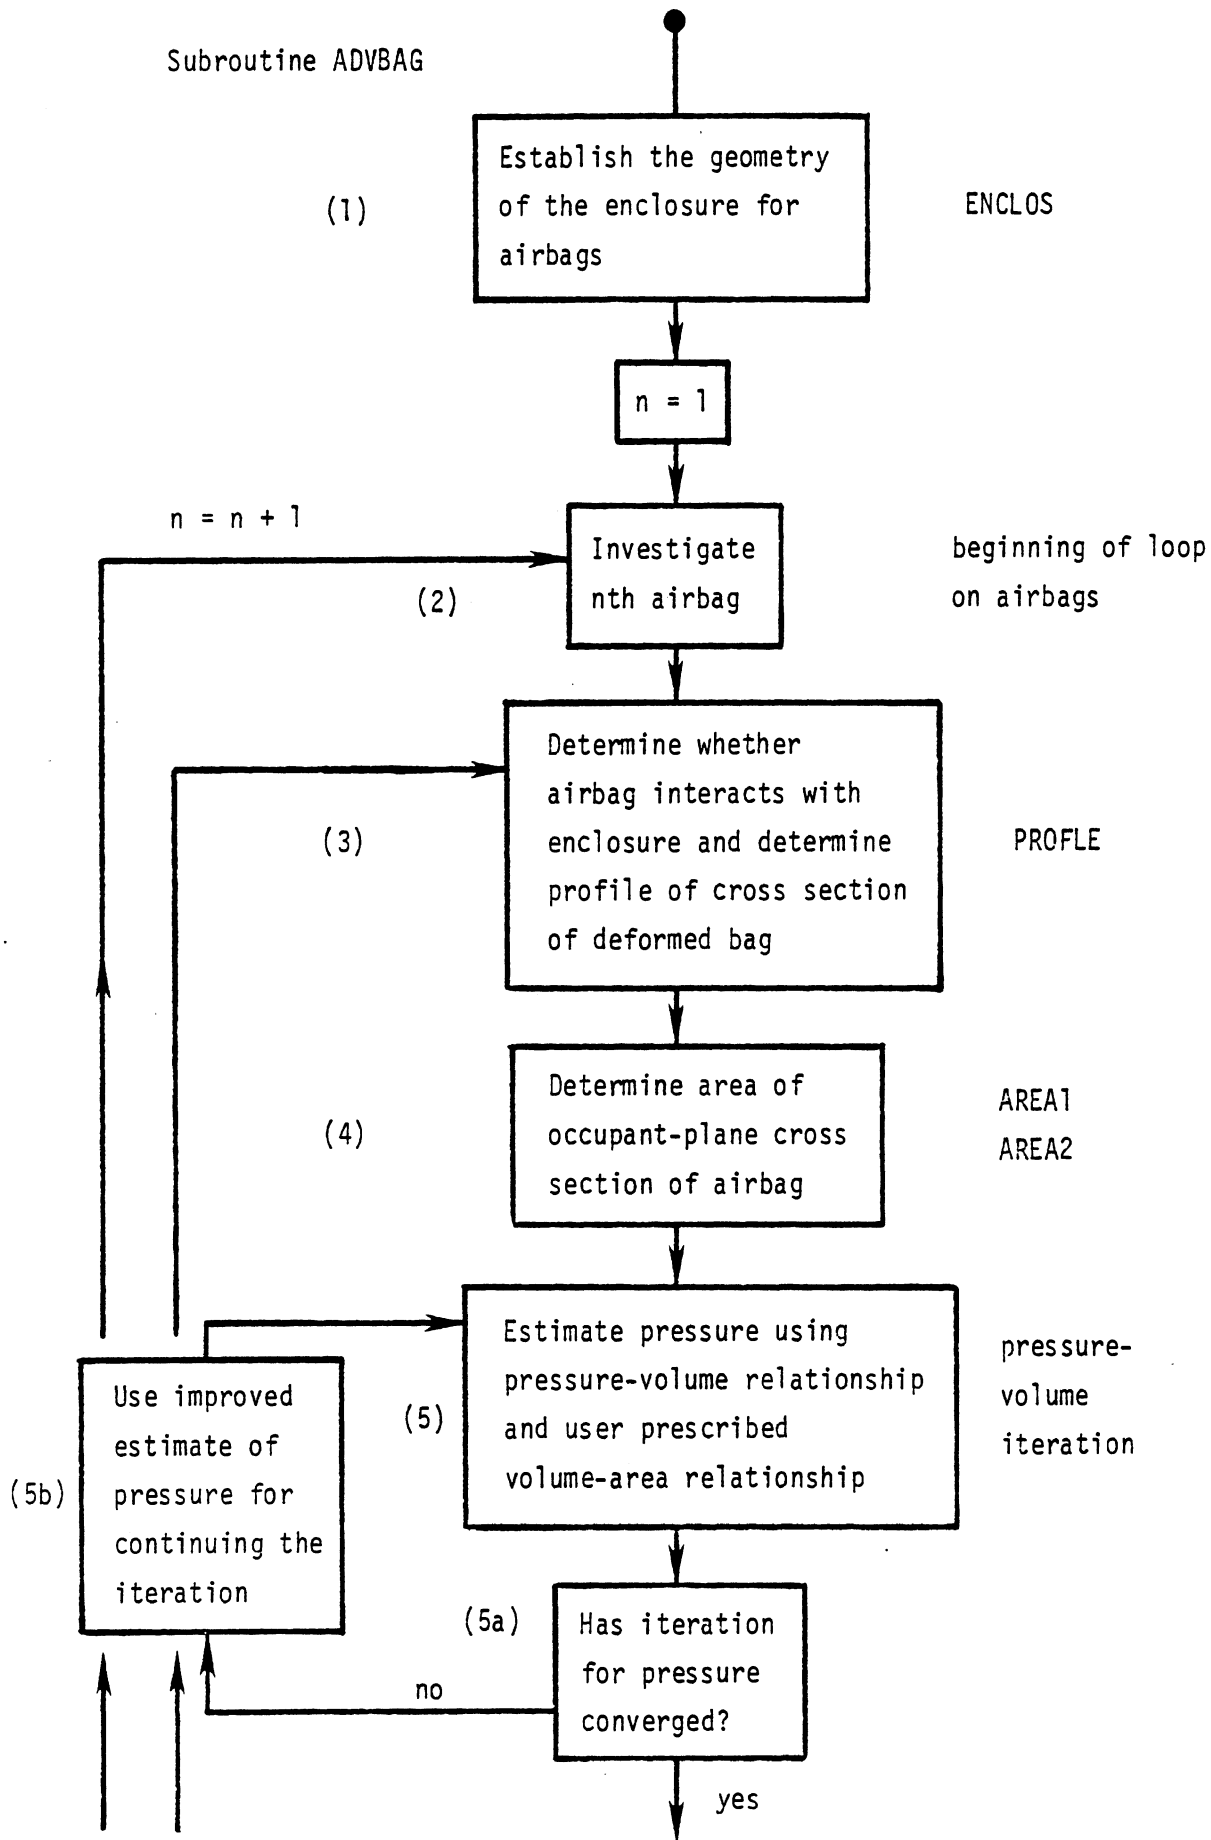 Subroutine ADVBAG
Establish the geometry
of the enclosure for
airbags
(1)
ENCLOS
n = 1
n = n + 1
(2)
Investigate
nth airbag
beginning of loop
on airbags
Determine whether
airbag interacts with
enclosure and determine
profile of cross section
of deformed bag
(3)
PROFLE
Determine area of
occupant-plane cross
section of airbag
(4)
AREA1
AREA2
Estimate pressure using
pressure-volume relationship
and user prescribed
volume-area relationship
(5)
pressure-
volume
iteration
Use improved
estimate of
pressure for
continuing the
iteration
(5b)
(5a)
Has iteration
for pressure
converged?
no
yes